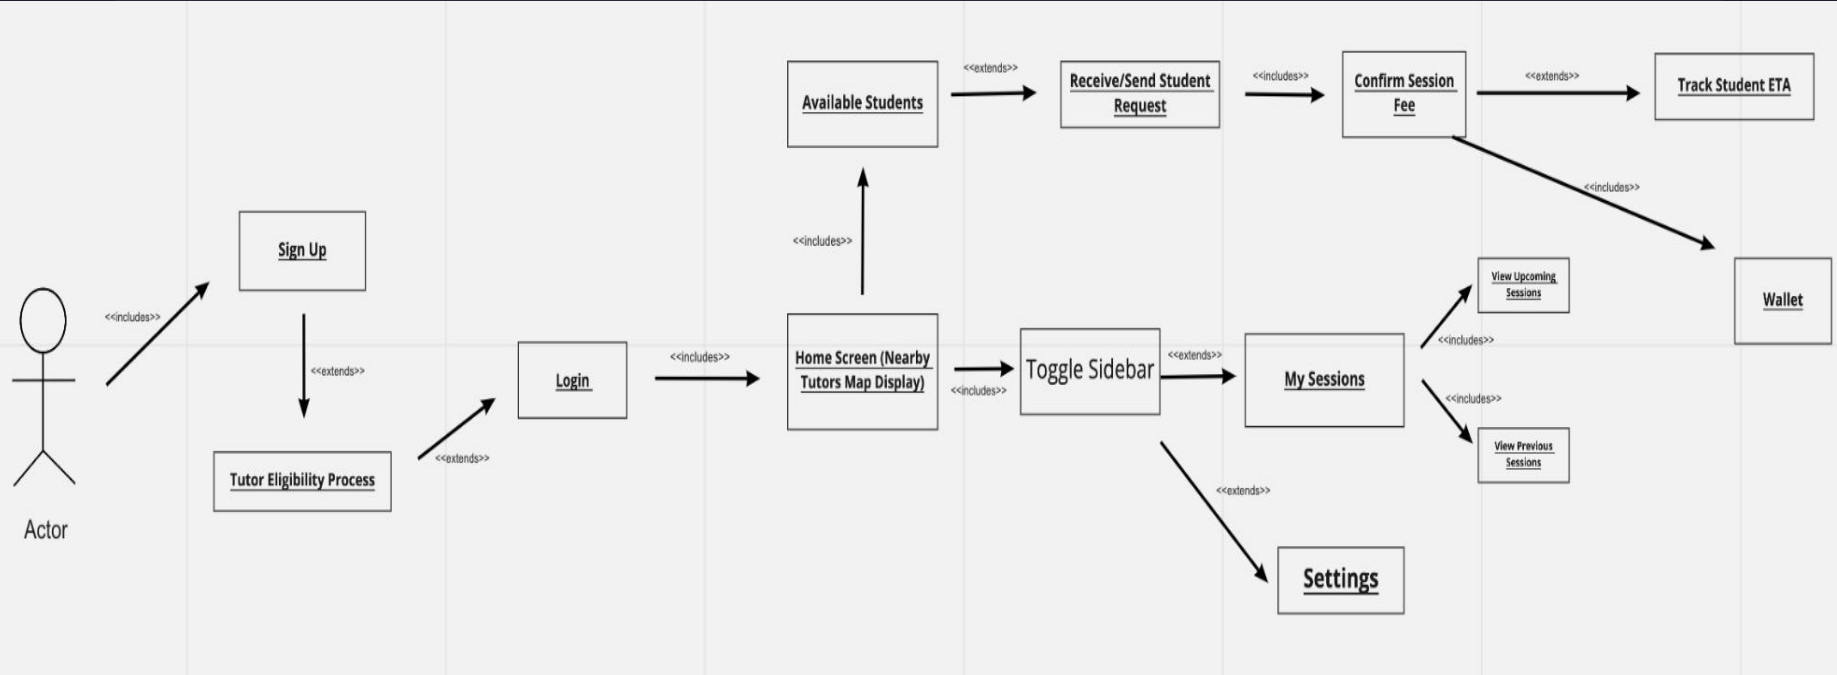 <<extends>>
Available Students
Receive/Send Student
Request
<<includes>>
Confirm Session
Fee
<<extends>>
Track Student ETA
<<includes>>
<<includes>>
Sign Up
<<includes>>
<<extends>>
Tutor Eligibility Process
<<extends>>
Login
<<includes>>
Home Screen (Nearby
Tutors Map Display)
<<includes>>
Toggle Sidebar
<<extends>>
My Sessions
<<includes>>
View Upcoming
Sessions
<<includes>>
View Previous
Sessions
Wallet
<<extends>>
Settings
Actor